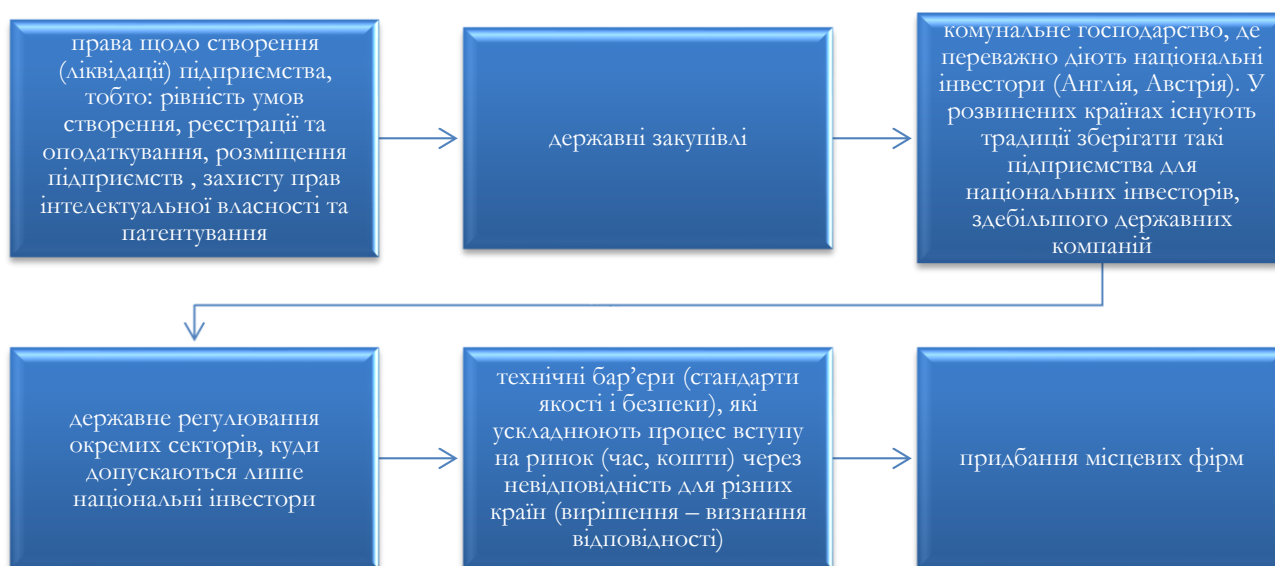 права щодо створення
(ліквідації) підприємства,
тобто: рівність умов
створення, реєстрації та
оподаткування, розміщення
підприємств , захисту прав
інтелектуальної власності та
патентування
державні закупівлі
комунальне господарство, де
переважно діють національні
інвестори (Англія, Австрія). У
розвинених країнах існують
традиції зберігати такі
підприємства для
національних інвесторів,
здебільшого державних
компаній
державне регулювання
окремих секторів, куди
допускаються лише
національні інвестори
технічні бар’єри (стандарти
якості і безпеки), які
ускладнюють процес вступу
на ринок (час, кошти) через
невідповідність для різних
країн (вирішення – визнання
відповідності)
придбання місцевих фірм